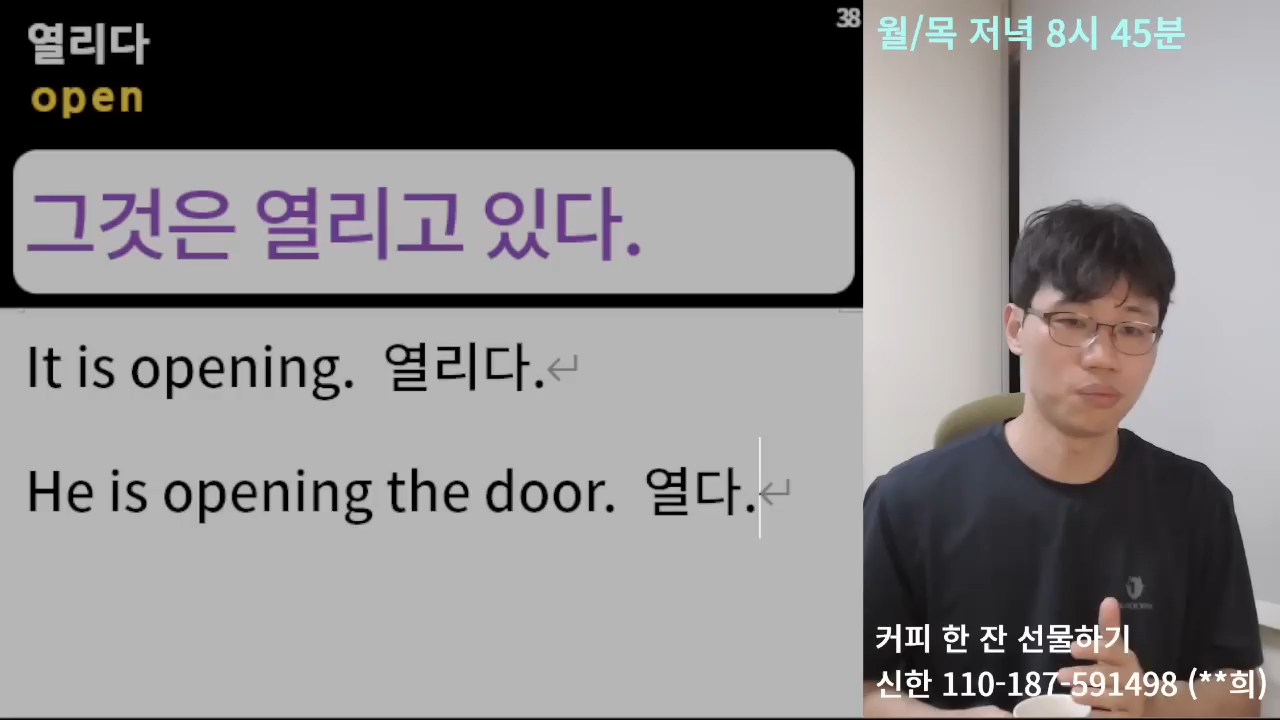 열리다
open
38
그것은 열리고 있다.
It is opening. 열리다.↵
He is opening the door. 열다.↵
월/목 저녁 8시 45분
커피 한 잔 선물하기
신한 110-187-591498 (**희)